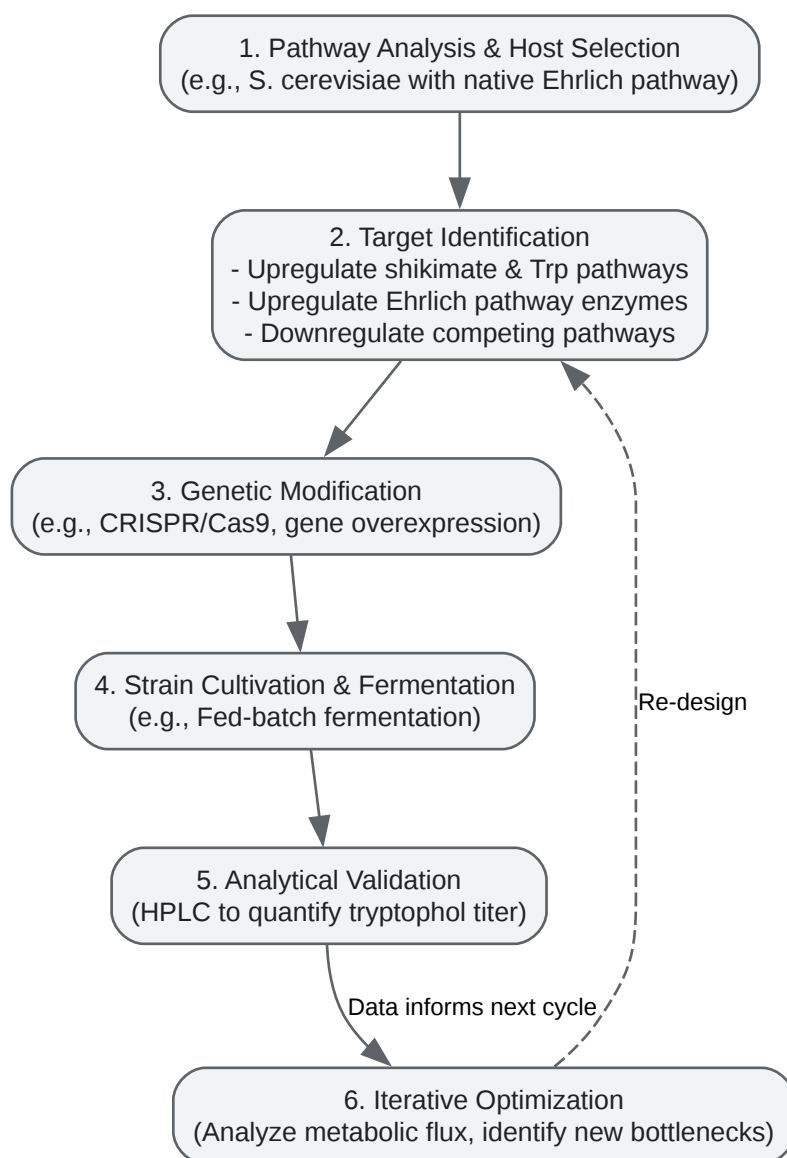 1. Pathway Analysis & Host Selection
(e.g., S. cerevisiae with native Ehrlich pathway)
2. Target Identification
- Upregulate shikimate & Trp pathways
- Upregulate Ehrlich pathway enzymes
- Downregulate competing pathways
3. Genetic Modification
(e.g., CRISPR/Cas9, gene overexpression)
4. Strain Cultivation & Fermentation
(e.g., Fed-batch fermentation)
Re-design
5. Analytical Validation
(HPLC to quantify tryptophol titer)
Data informs next cycle
6. Iterative Optimization
(Analyze metabolic flux, identify new bottlenecks)